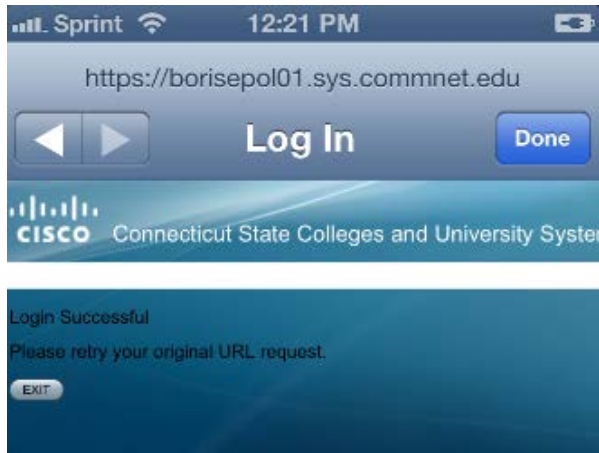 Sprint 12:21 PM
https://borisepol01.sys.commnet.edu
Log In Done
CISCO Connecticut State Colleges and University Syste
Login Successful
Please retry your original URL request.
EXIT